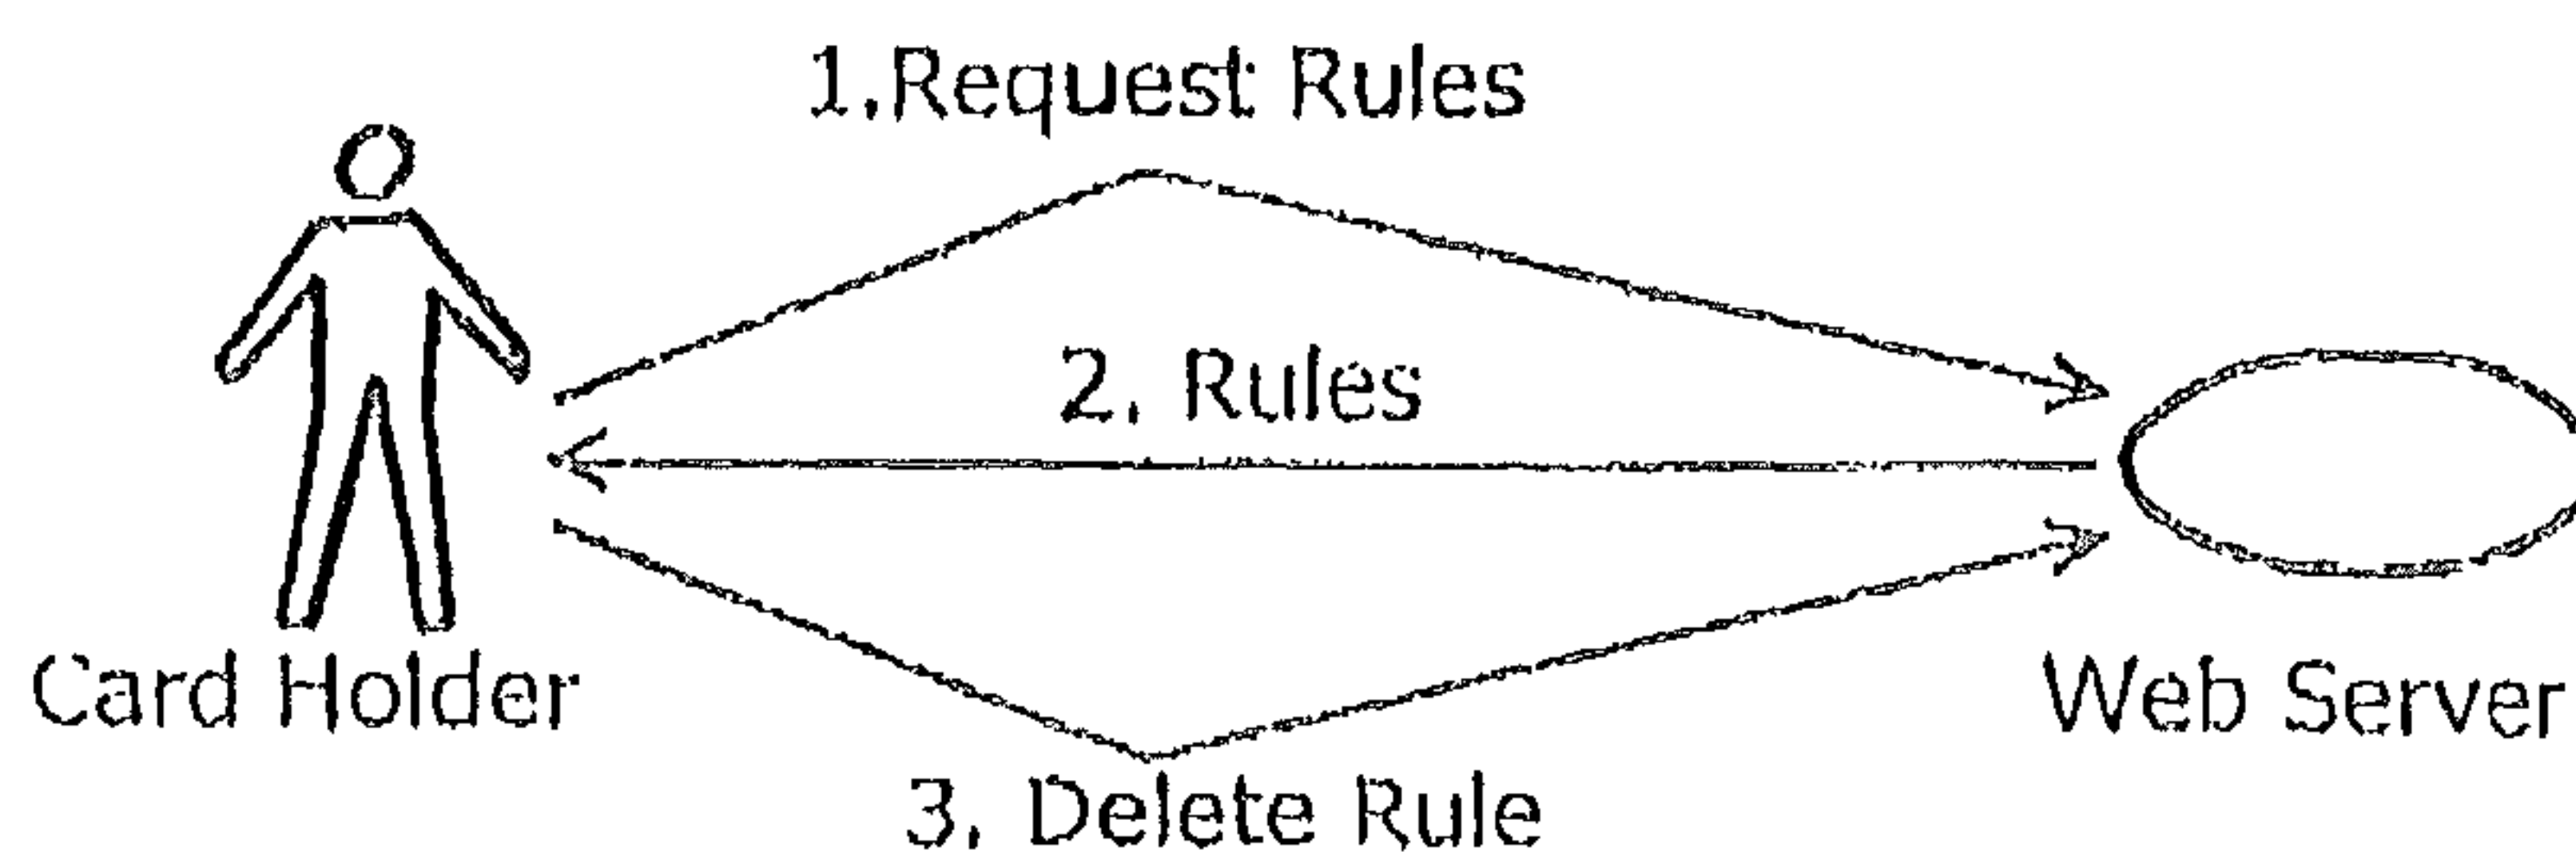 1.Request Rules
2. Rules
Card Holder
Web Server
3. Delete Rule